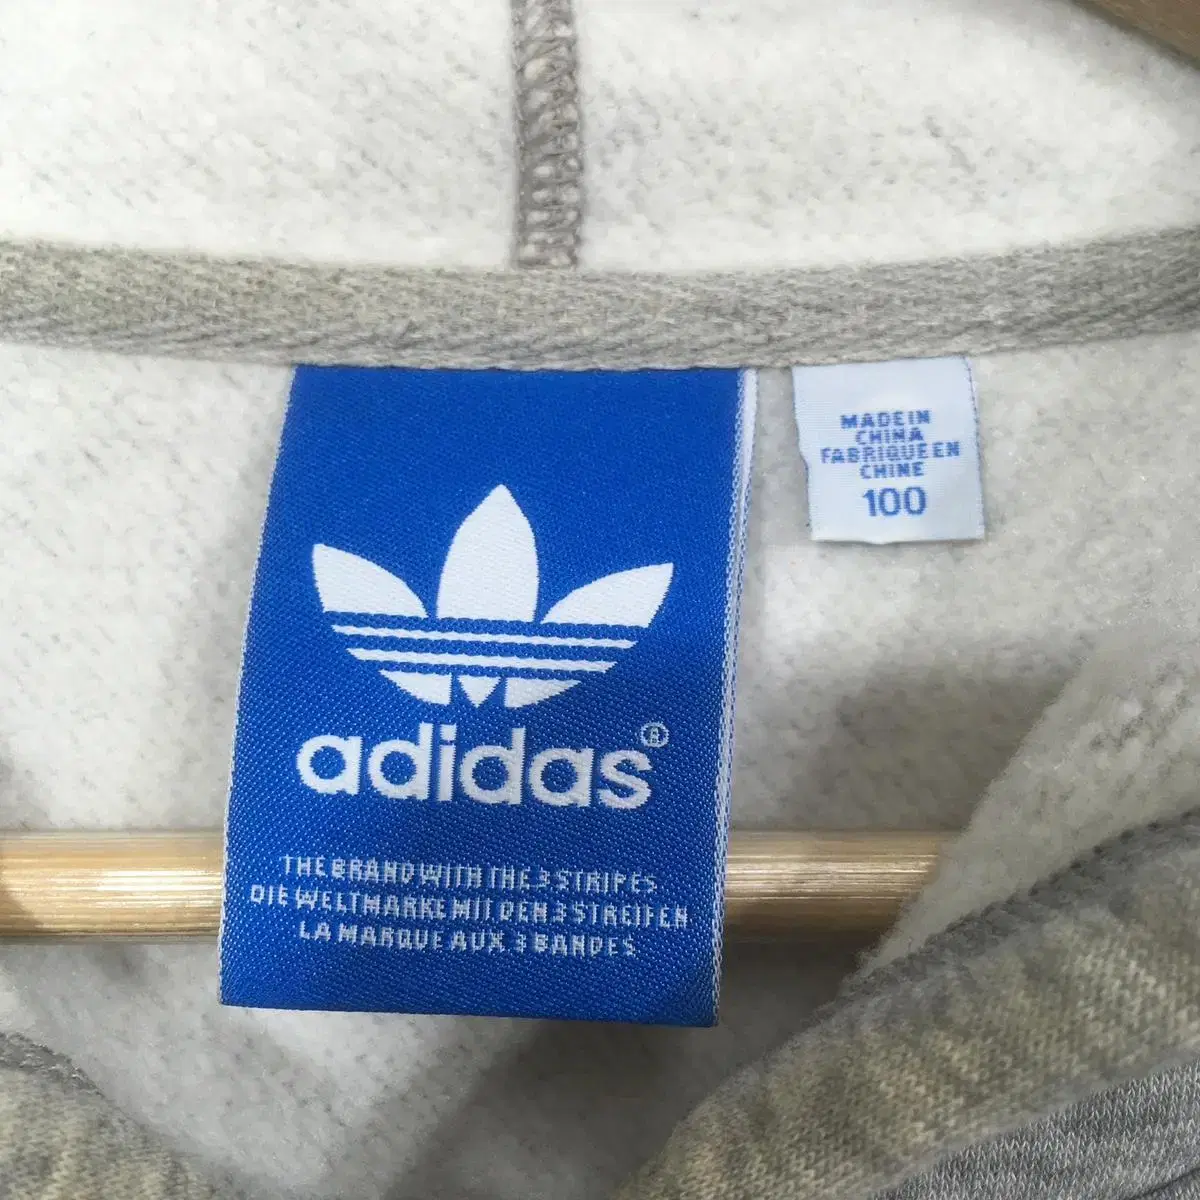 adidas®
THE BRAND WITH THE 3 STRIPES
DIE WELTMARKE MIT DEN 3 STREIFEN
LA MARQUE AUX 3 BANDES
MADE IN
CHINA
FABRIQUE EN
CHINE
100